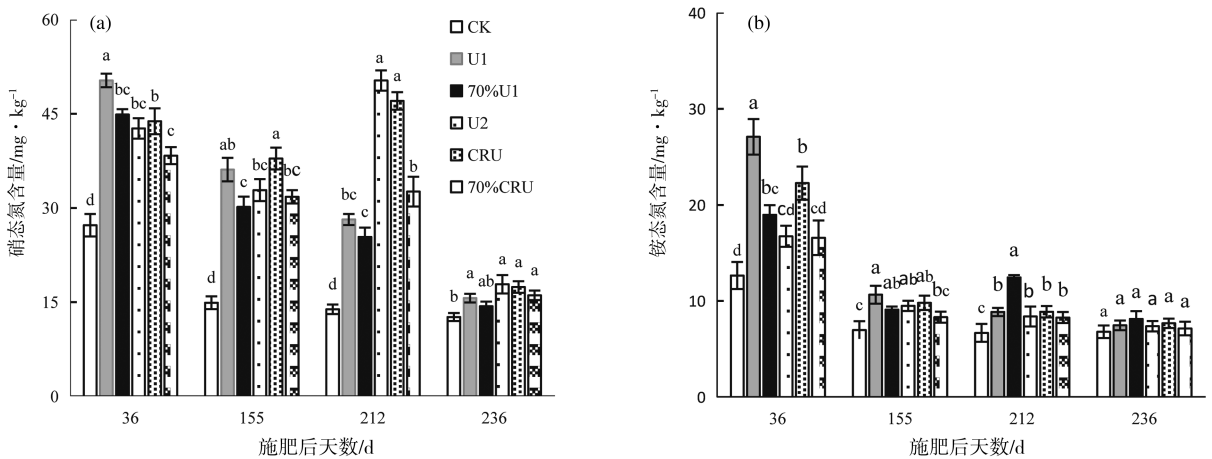 (a)
硝态氮含量/mg·kg⁻¹
60
45
30
15
0
CK
U1
70%U1
U2
CRU
70%CRU
d a bc bc b c
d ab c bc a bc
d bc c a a b
b a ab a a a
36 155 212 236
施肥后天数/d
(b)
铵态氮含量/mg·kg⁻¹
40
30
20
10
0
d a bc cd b cd
c a ab ab ab bc
c b a b b b
a a a a a a
36 155 212 236
施肥后天数/d